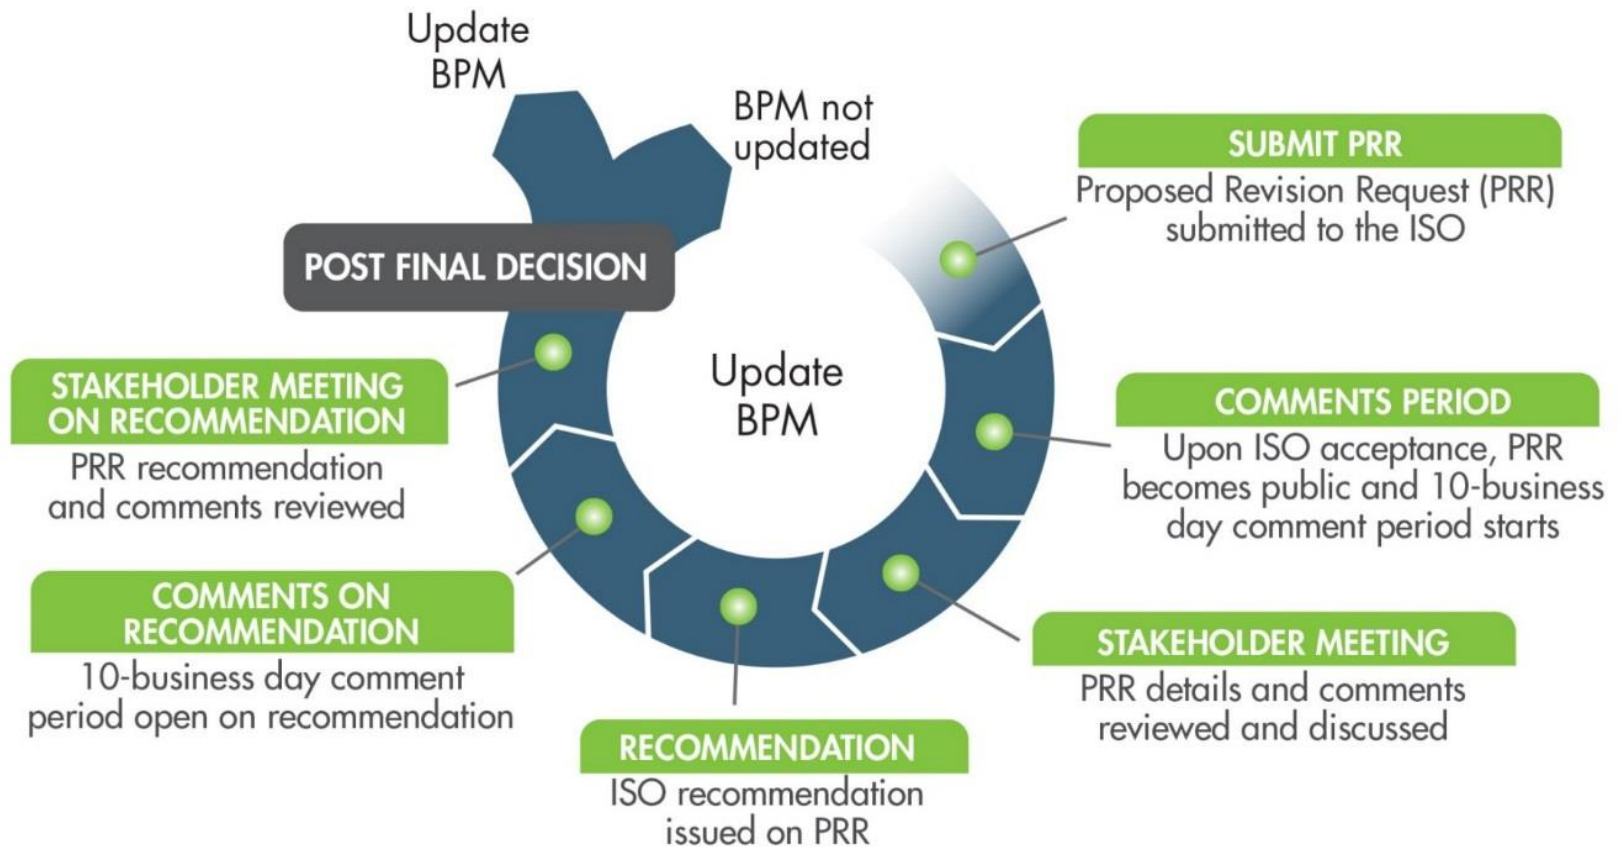 Update
BPM
BPM not
updated
SUBMIT PRR
Proposed Revision Request (PRR)
submitted to the ISO
COMMENTS PERIOD
Upon ISO acceptance, PRR
becomes public and 10-business
day comment period starts
STAKEHOLDER MEETING
PRR details and comments
reviewed and discussed
RECOMMENDATION
ISO recommendation
issued on PRR
COMMENTS ON
RECOMMENDATION
10-business day comment
period open on recommendation
STAKEHOLDER MEETING
ON RECOMMENDATION
PRR recommendation
and comments reviewed
POST FINAL DECISION
Update
BPM